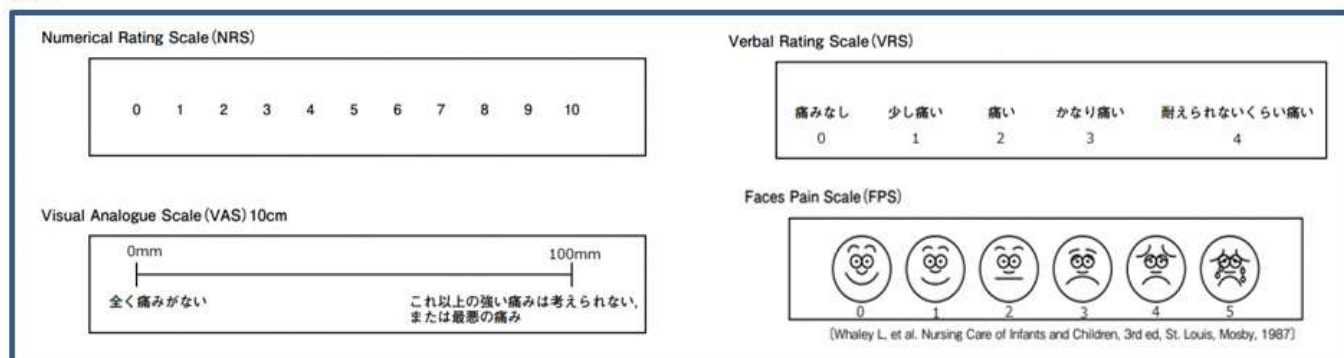 Numerical Rating Scale(NRS)
0 1 2 3 4 5 6 7 8 9 10
Visual Analogue Scale(VAS)10cm
0mm 100mm
全く痛みがない
これ以上の強い痛みは考えられない,
または最悪の痛み
Verbal Rating Scale(VRS)
痛みなし 少し痛い 痛い かなり痛い 耐えられないくらい痛い
0 1 2 3 4
Faces Pain Scale(FPS)
0 1 2 3 4 5
[Whaley L, et al. Nursing Care of Infants and Children, 3rd ed, St. Louis, Mosby, 1987]